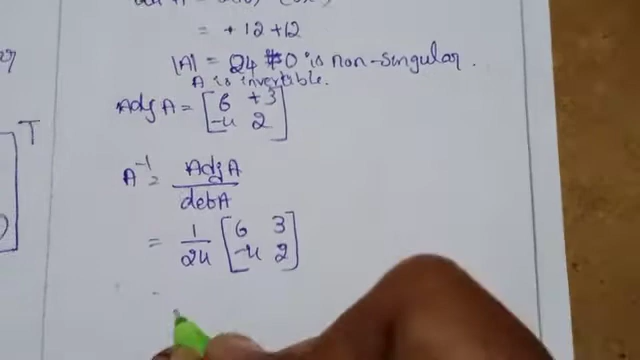 = +12 +12
|A| = 24 ≠ 0 is non-singular.
A is invertible.
Adj A = [6 +3
-4 2]
T
A⁻¹ = Adj A
det A
= 1/24 [6 3
-4 2]